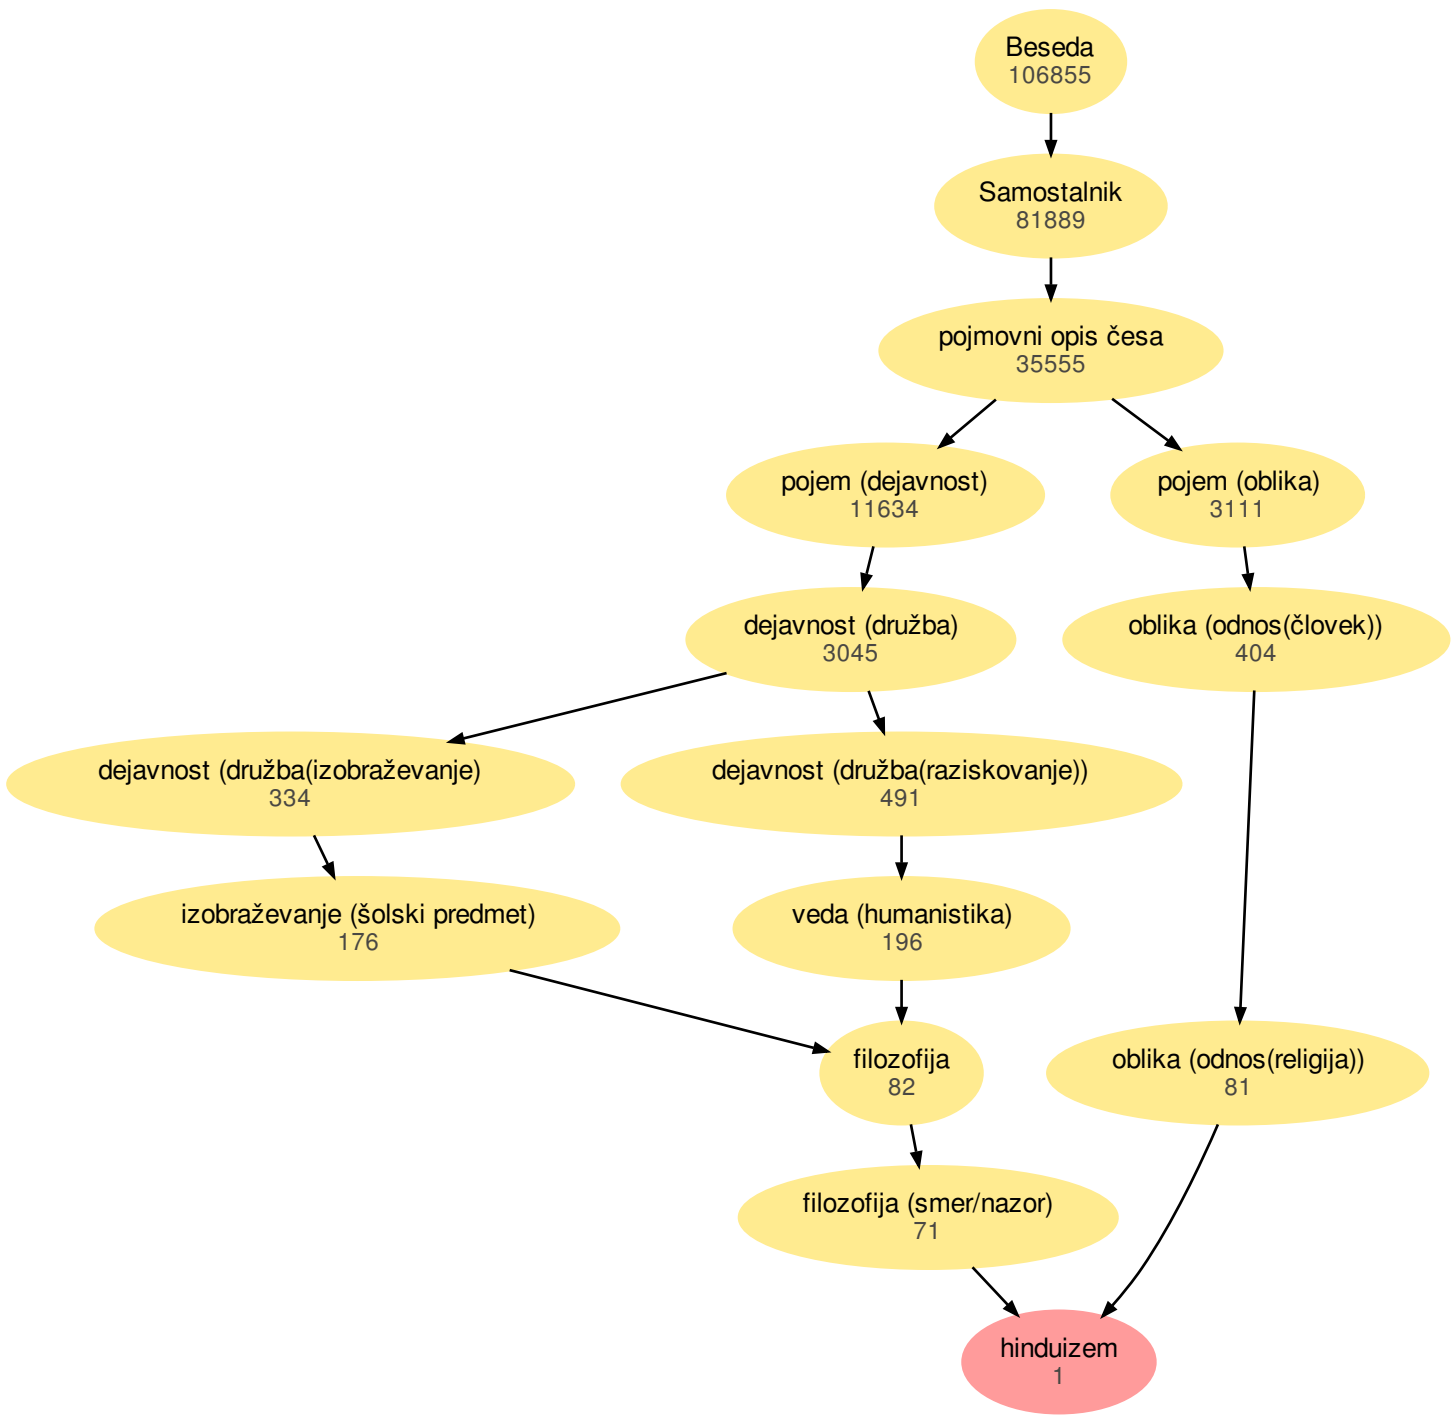 Beseda
106855
Samostalnik
81889
pojmovni opis česa
35555
pojem (dejavnost)
11634
pojem (oblika)
3111
dejavnost (družba)
3045
oblika (odnos(človek))
404
dejavnost (družba(izobraževanje)
334
dejavnost (družba(raziskovanje))
491
izobraževanje (šolski predmet)
176
veda (humanistika)
196
filozofija
82
oblika (odnos(religija))
81
filozofija (smer/nazor)
71
hinduizem
1